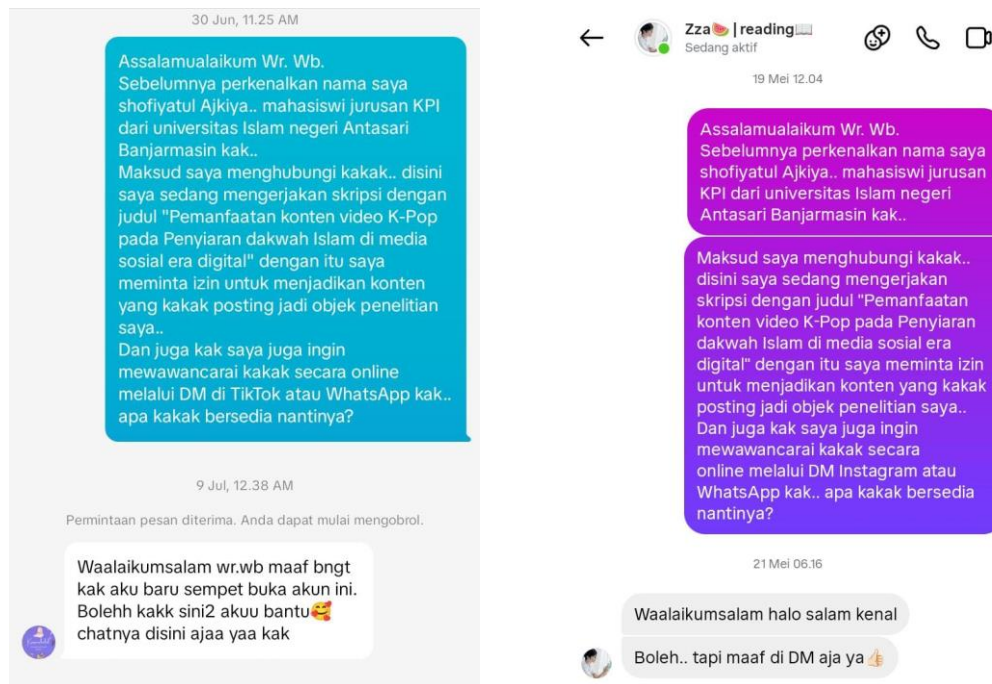 30 Jun, 11.25 AM
Assalamualaikum Wr. Wb.
Sebelumnya perkenalkan nama saya
shofiyatul Ajkiya.. mahasiswi jurusan KPI
dari universitas Islam negeri Antasari
Banjarmasin kak..
Maksud saya menghubungi kakak.. disini
saya sedang mengerjakan skripsi dengan
judul "Pemanfaatan konten video K-Pop
pada Penyiaran dakwah Islam di media
sosial era digital" dengan itu saya
meminta izin untuk menjadikan konten
yang kakak posting jadi objek penelitian
saya..
Dan juga kak saya juga ingin
mewawancarai kakak secara online
melalui DM di TikTok atau WhatsApp kak..
apa kakak bersedia nantinya?
9 Jul, 12.38 AM
Permintaan pesan diterima. Anda dapat mulai mengobrol.
Waalaikumsalam wr.wb maaf bngt
kak aku baru sempet buka akun ini.
Bolehh kakk sini2 akuu bantu🥰
chatnya disini ajaa yaa kak
Zza🍉 | reading📖
Sedang aktif
19 Mei 12.04
Assalamualaikum Wr. Wb.
Sebelumnya perkenalkan nama saya
shofiyatul Ajkiya.. mahasiswi jurusan
KPI dari universitas Islam negeri
Antasari Banjarmasin kak..
Maksud saya menghubungi kakak..
disini saya sedang mengerjakan
skripsi dengan judul "Pemanfaatan
konten video K-Pop pada Penyiaran
dakwah Islam di media sosial era
digital" dengan itu saya meminta izin
untuk menjadikan konten yang kakak
posting jadi objek penelitian saya..
Dan juga kak saya juga ingin
mewawancarai kakak secara
online melalui DM Instagram atau
WhatsApp kak.. apa kakak bersedia
nantinya?
21 Mei 06.16
Waalaikumsalam halo salam kenal
Boleh.. tapi maaf di DM aja ya👍🏻